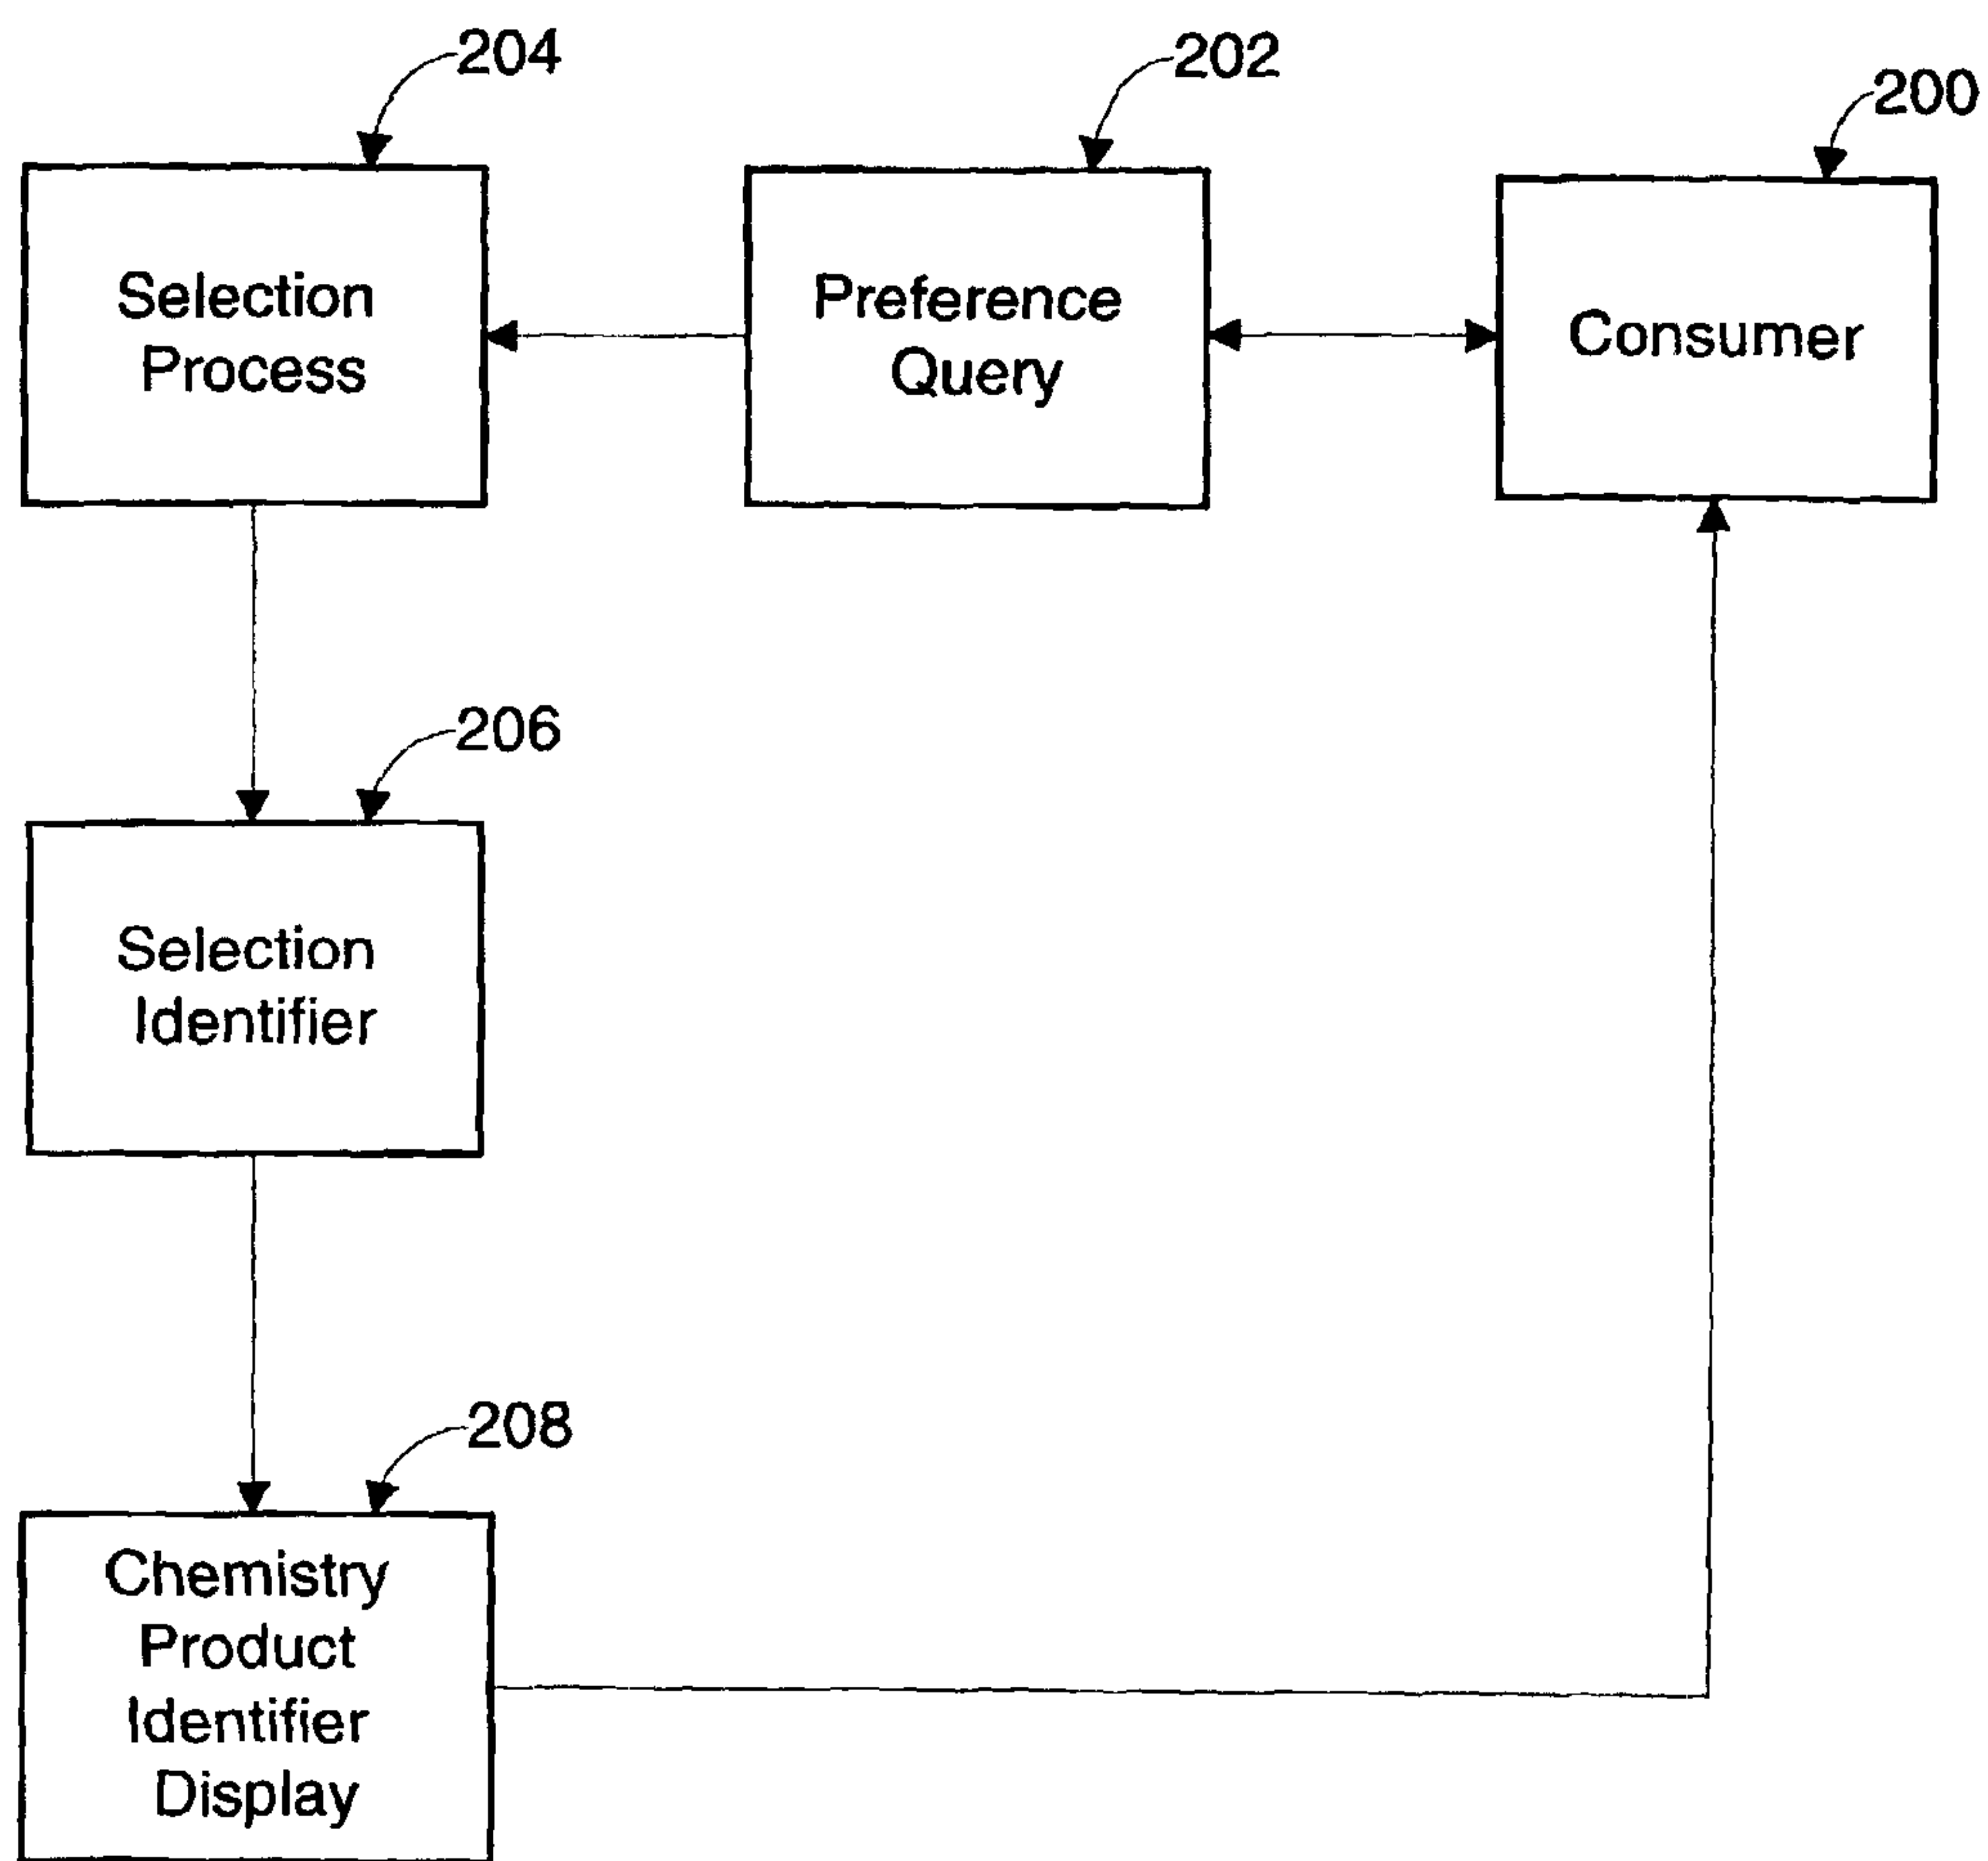 204
202
200
Selection
Process
Preference
Query
Consumer
206
Selection
Identifier
208
Chemistry
Product
Identifier
Display